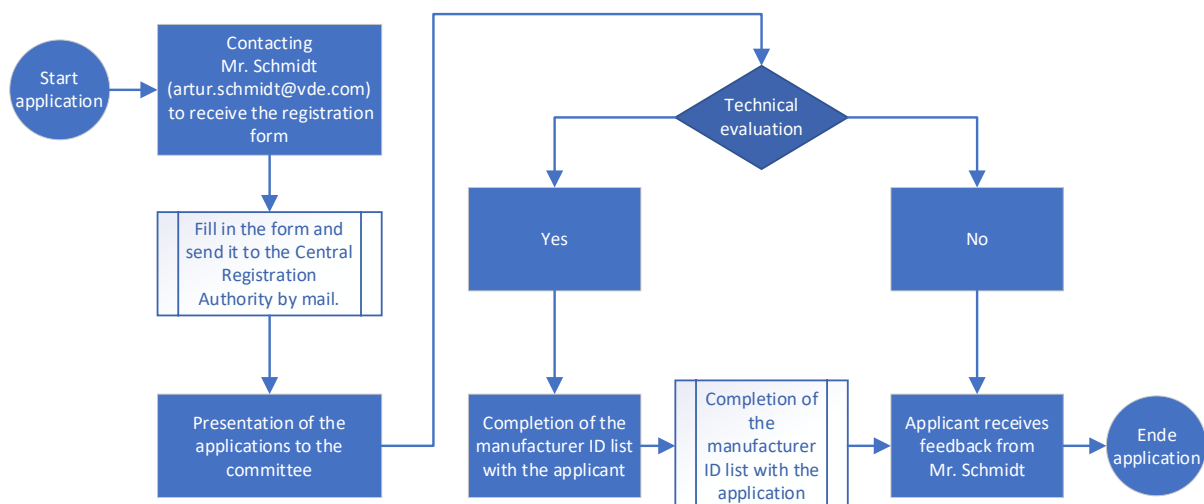 Start
application
Contacting
Mr. Schmidt
(artur.schmidt@vde.com)
to receive the registration
form
Fill in the form and
send it to the Central
Registration
Authority by mail.
Presentation of the
applications to the
committee
Technical
evaluation
Yes
No
Completion of the
manufacturer ID list
with the applicant
Completion of
the
manufacturer
ID list with the
application
Applicant receives
feedback from
Mr. Schmidt
Ende
application